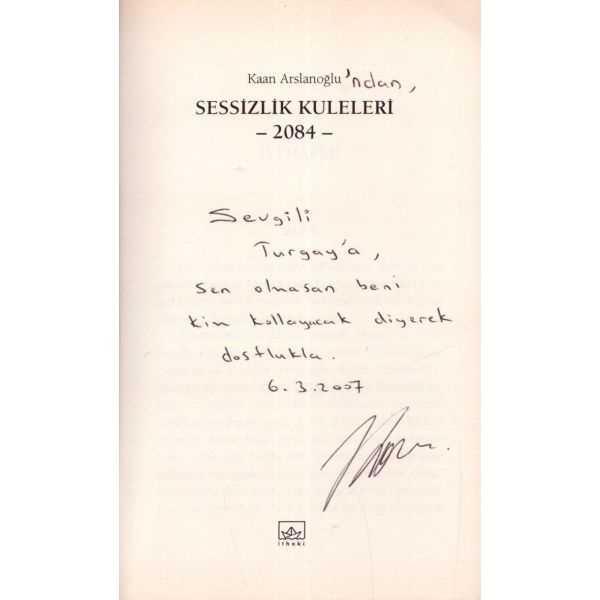 Kaan Arslanoğlu'ndan,
SESSİZLİK KULELERİ
– 2084 –
Sevgili
Turgay'a,
sen olmasan beni
kim kollayacak diyerek
dostlukla.
6.3.2007
ithaki